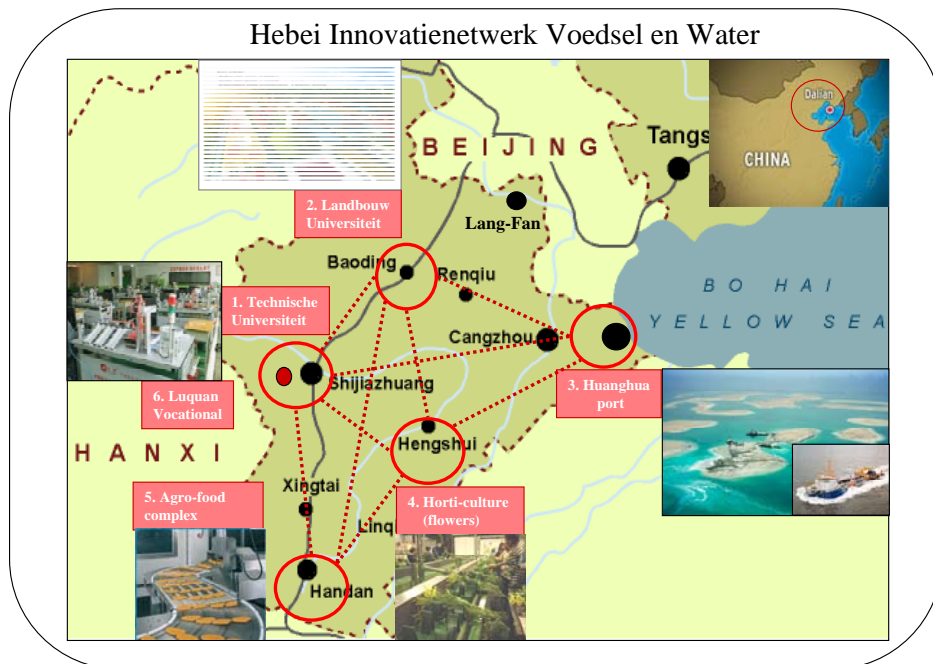 Hebei Innovatienetwerk Voedsel en Water
Dalian
CHINA
BEIJING
Tangs
2. Landbouw
Universiteit
Lang-Fan
Baoding
Renqiu
BO HAI
YELLOW SEA
1. Technische
Universiteit
Cangzhou
Shijiazhuang
6. Luquan
Vocational
3. Huanghua
port
HANXI
Hengshui
Xingtai
5. Agro-food
complex
4. Horti-culture
(flowers)
Linqi
Handan